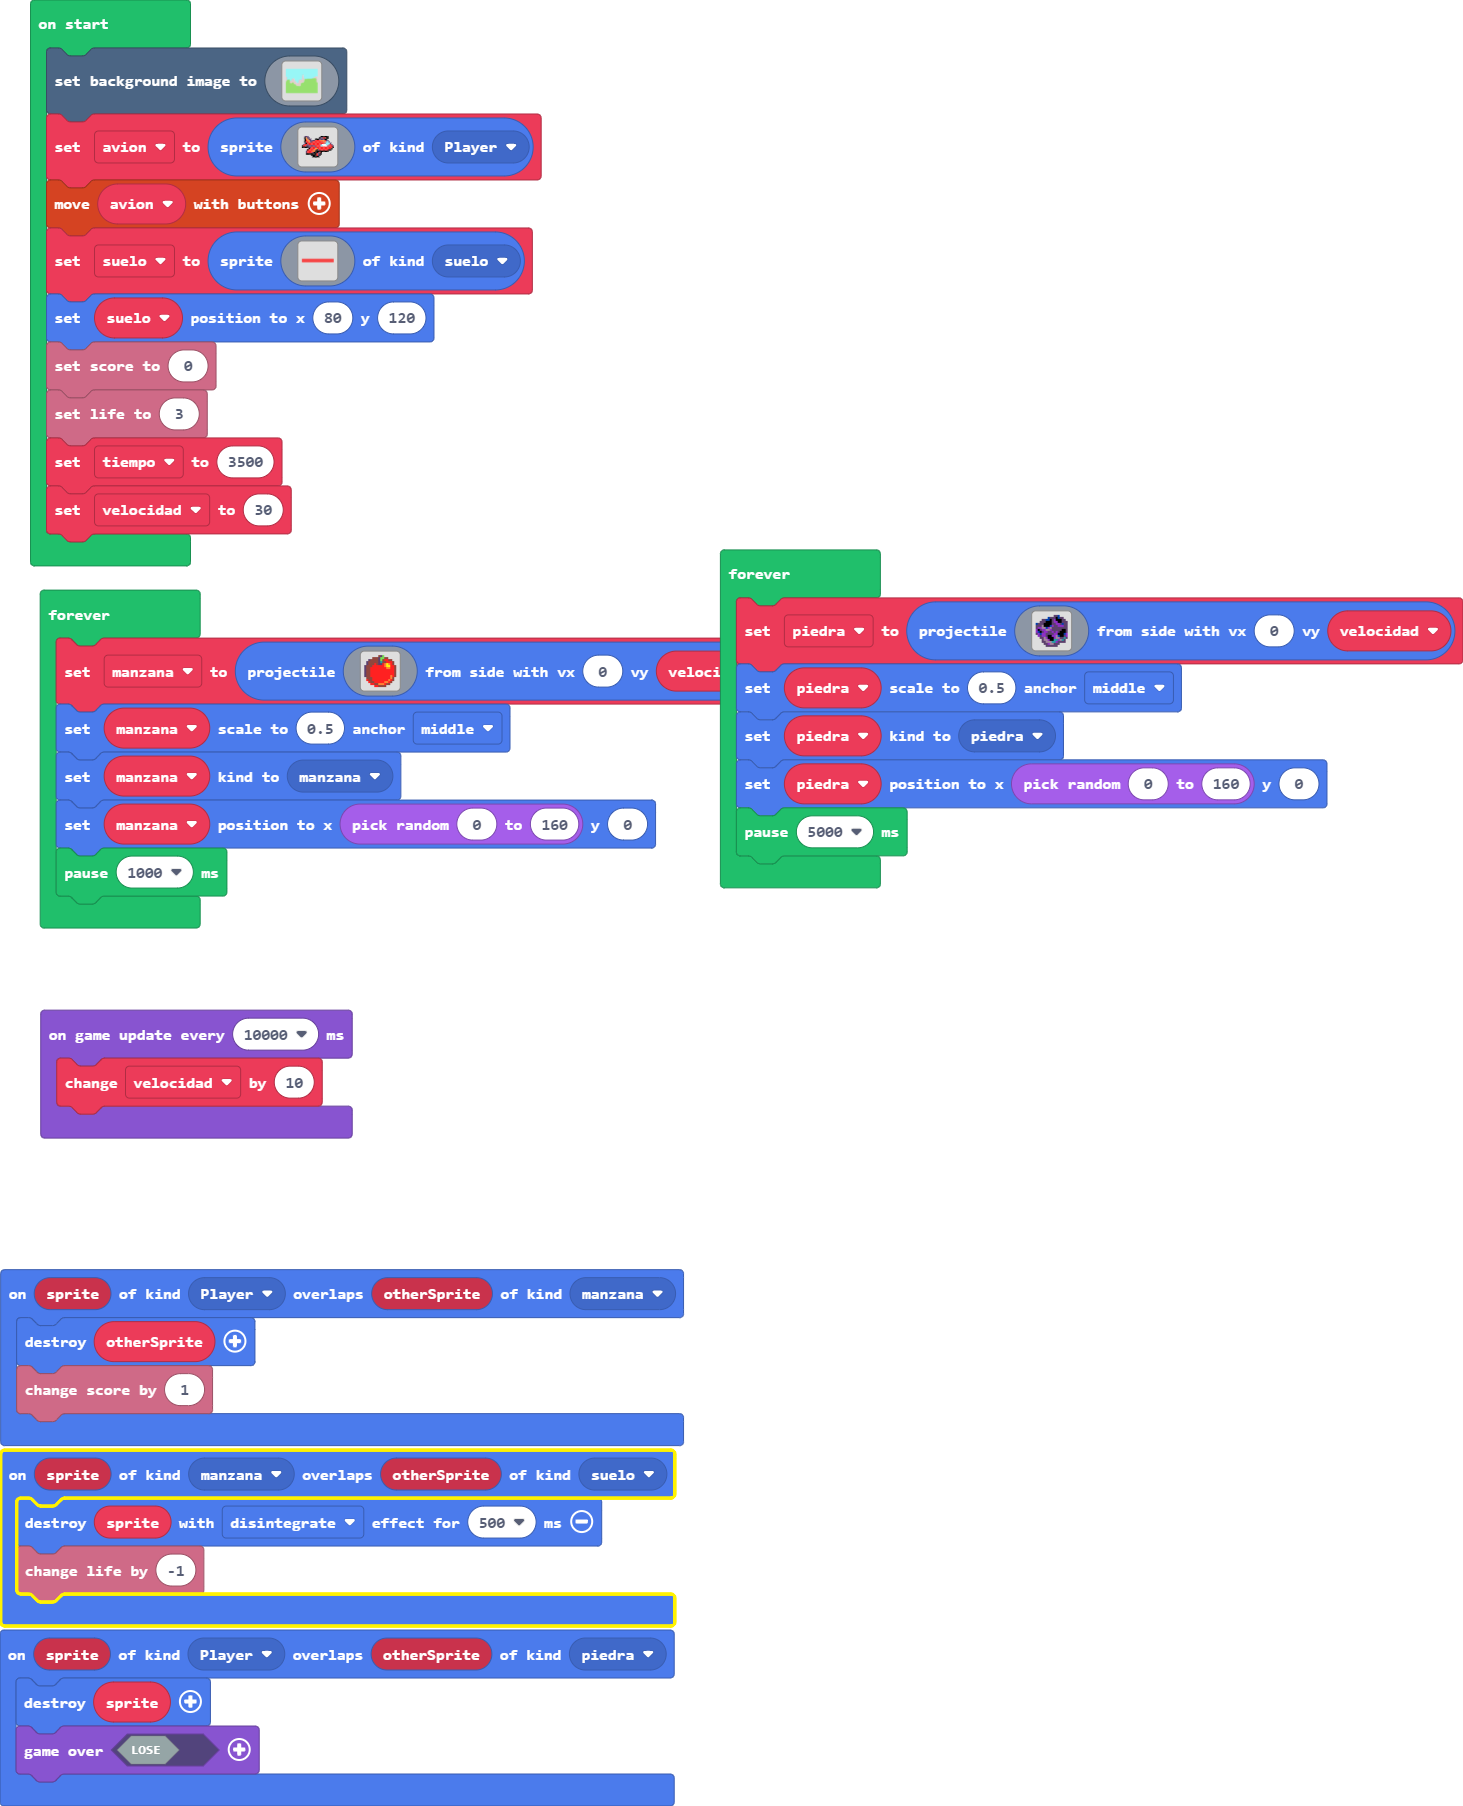 on start
set background image to
set avion to sprite of kind Player
move avion with buttons
set suelo to sprite of kind suelo
set suelo position to x 80 y 120
set score to 0
set life to 3
set tiempo to 3500
set velocidad to 30
forever
set manzana to projectile from side with vx 0 vy veloci
set manzana scale to 0.5 anchor middle
set manzana kind to manzana
set manzana position to x pick random 0 to 160 y 0
pause 1000 ms
forever
set piedra to projectile from side with vx 0 vy velocidad
set piedra scale to 0.5 anchor middle
set piedra kind to piedra
set piedra position to x pick random 0 to 160 y 0
pause 5000 ms
on game update every 10000 ms
change velocidad by 10
on sprite of kind Player overlaps otherSprite of kind manzana
destroy otherSprite
change score by 1
on sprite of kind manzana overlaps otherSprite of kind suelo
destroy sprite with disintegrate effect for 500 ms
change life by -1
on sprite of kind Player overlaps otherSprite of kind piedra
destroy sprite
game over LOSE